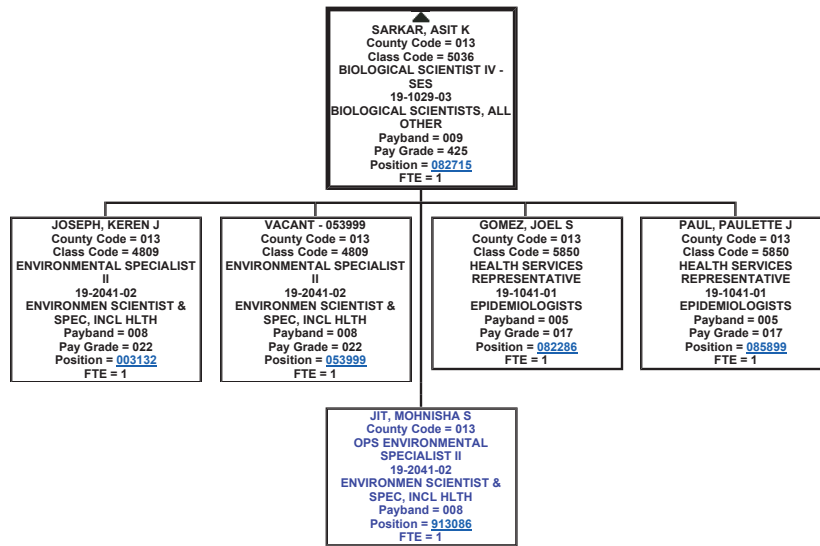 SARKAR, ASIT K
County Code = 013
Class Code = 5036
BIOLOGICAL SCIENTIST IV -
SES
19-1029-03
BIOLOGICAL SCIENTISTS, ALL
OTHER
Payband = 009
Pay Grade = 425
Position = 082715
FTE = 1
JOSEPH, KEREN J
County Code = 013
Class Code = 4809
ENVIRONMENTAL SPECIALIST
II
19-2041-02
ENVIRONMEN SCIENTIST &
SPEC, INCL HLTH
Payband = 008
Pay Grade = 022
Position = 003132
FTE = 1
VACANT - 053999
County Code = 013
Class Code = 4809
ENVIRONMENTAL SPECIALIST
II
19-2041-02
ENVIRONMEN SCIENTIST &
SPEC, INCL HLTH
Payband = 008
Pay Grade = 022
Position = 053999
FTE = 1
GOMEZ, JOEL S
County Code = 013
Class Code = 5850
HEALTH SERVICES
REPRESENTATIVE
19-1041-01
EPIDEMIOLOGISTS
Payband = 005
Pay Grade = 017
Position = 082286
FTE = 1
PAUL, PAULETTE J
County Code = 013
Class Code = 5850
HEALTH SERVICES
REPRESENTATIVE
19-1041-01
EPIDEMIOLOGISTS
Payband = 005
Pay Grade = 017
Position = 085899
FTE = 1
JIT, MOHNISHA S
County Code = 013
OPS ENVIRONMENTAL
SPECIALIST II
19-2041-02
ENVIRONMEN SCIENTIST &
SPEC, INCL HLTH
Payband = 008
Position = 913086
FTE = 1